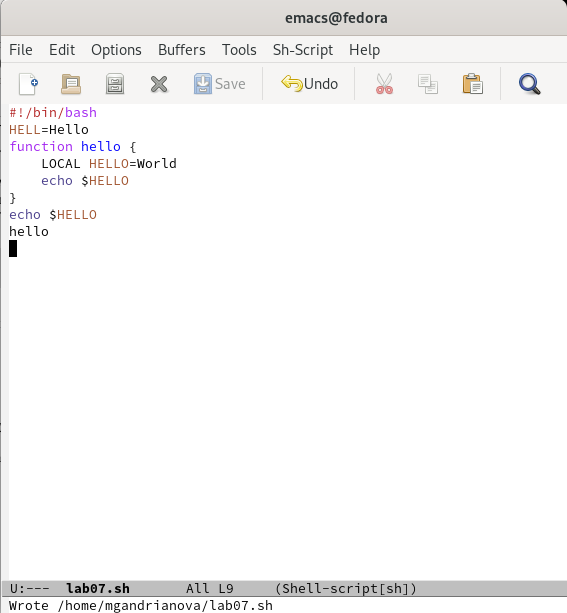 emacs@fedora
File Edit Options Buffers Tools Sh-Script Help
Save Undo
#!/bin/bash
HELL=Hello
function hello {
    LOCAL HELLO=World
    echo $HELLO
}
echo $HELLO
hello
U:--- lab07.sh All L9 (Shell-script[sh])
Wrote /home/mgandrianova/lab07.sh